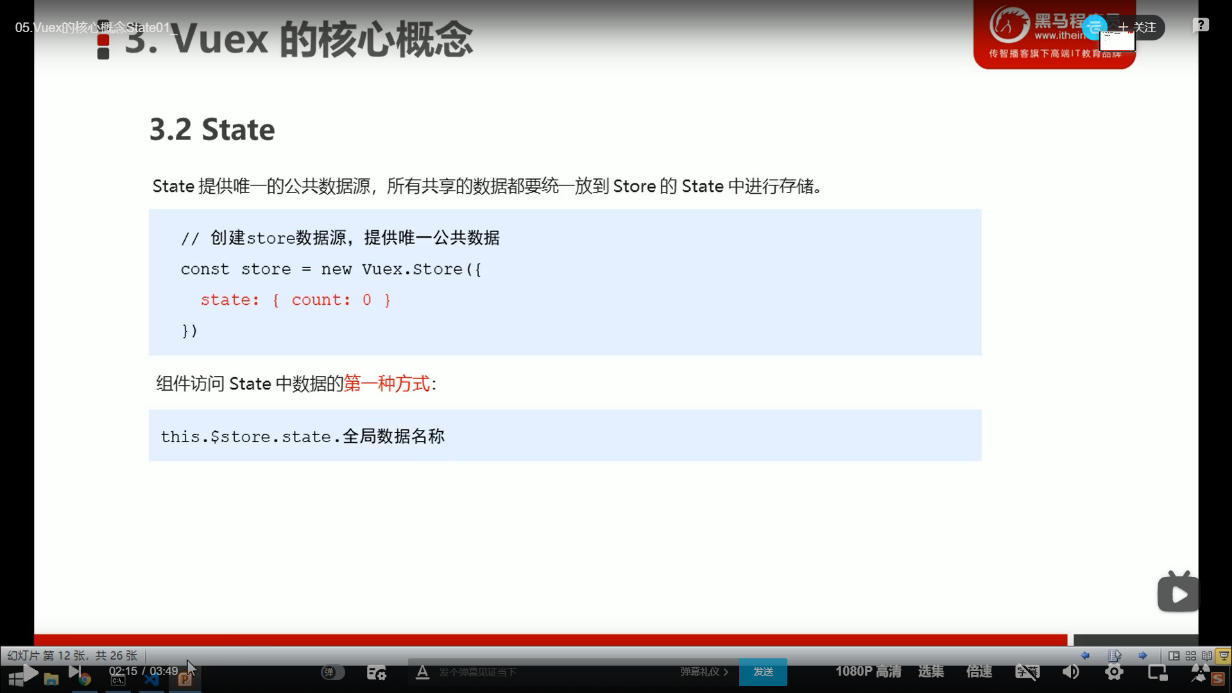 05.Vuex的核心概念State01_
3. Vuex 的核心概念
黑马程
www.itheim
传智播客旗下高端IT教育品牌
+ 关注
3.2 State
State 提供唯一的公共数据源，所有共享的数据都要统一放到 Store 的 State 中进行存储。
// 创建store数据源，提供唯一公共数据
const store = new Vuex.Store({
state: { count: 0 }
})
组件访问 State 中数据的第一种方式：
this.$store.state.全局数据名称
幻灯片 第 12 张，共 26 张
02:15 / 03:49
弹
发个弹幕见证当下
弹幕礼仪 >
发送
1080P 高清
选集
倍速